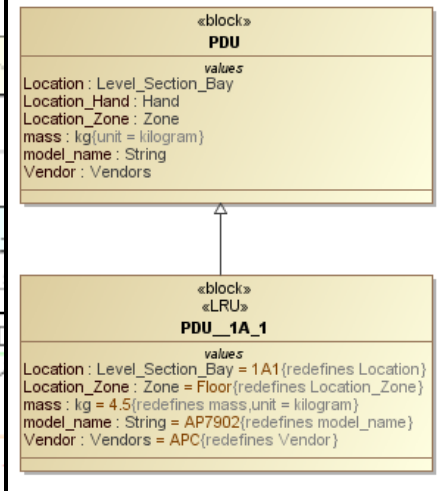 «block»
PDU
values
Location : Level_Section_Bay
Location_Hand : Hand
Location_Zone : Zone
mass : kg{unit = kilogram}
model_name : String
Vendor : Vendors
«block»
«LRU»
PDU__1A_1
values
Location : Level_Section_Bay = 1A1{redefines Location}
Location_Zone : Zone = Floor{redefines Location_Zone}
mass : kg = 4.5{redefines mass,unit = kilogram}
model_name : String = AP7902{redefines model_name}
Vendor : Vendors = APC{redefines Vendor}